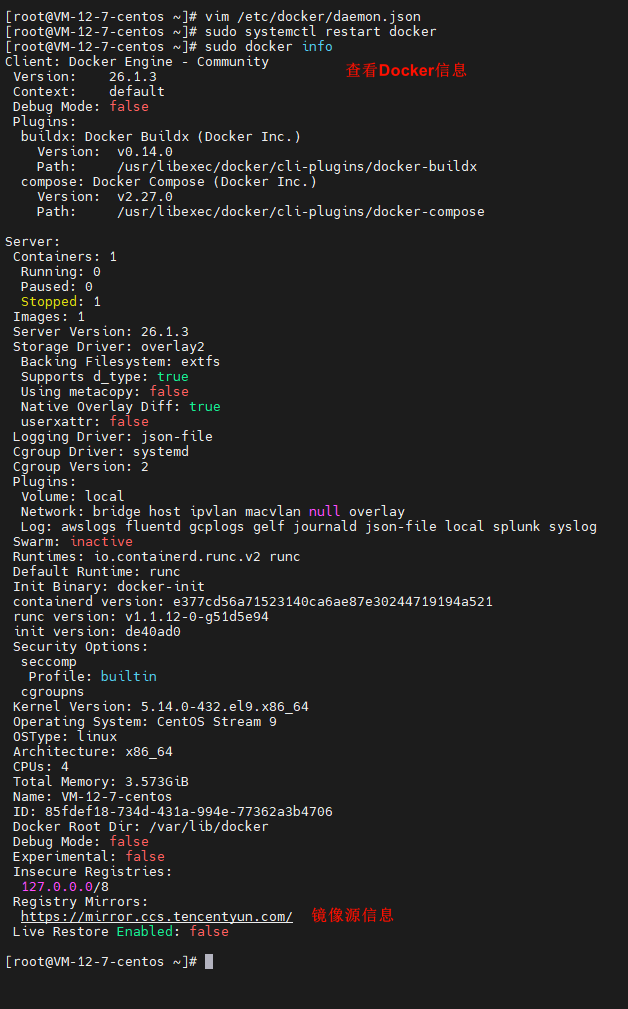 [root@VM-12-7-centos ~]# vim /etc/docker/daemon.json
[root@VM-12-7-centos ~]# sudo systemctl restart docker
[root@VM-12-7-centos ~]# sudo docker info
Client: Docker Engine - Community
查看Docker信息
Version:    26.1.3
Context:    default
Debug Mode: false
Plugins:
buildx: Docker Buildx (Docker Inc.)
Version:  v0.14.0
Path:     /usr/libexec/docker/cli-plugins/docker-buildx
compose: Docker Compose (Docker Inc.)
Version:  v2.27.0
Path:     /usr/libexec/docker/cli-plugins/docker-compose
Server:
Containers: 1
Running: 0
Paused: 0
Stopped: 1
Images: 1
Server Version: 26.1.3
Storage Driver: overlay2
Backing Filesystem: extfs
Supports d_type: true
Using metacopy: false
Native Overlay Diff: true
userxattr: false
Logging Driver: json-file
Cgroup Driver: systemd
Cgroup Version: 2
Plugins:
Volume: local
Network: bridge host ipvlan macvlan null overlay
Log: awslogs fluentd gcplogs gelf journald json-file local splunk syslog
Swarm: inactive
Runtimes: io.containerd.runc.v2 runc
Default Runtime: runc
Init Binary: docker-init
containerd version: e377cd56a71523140ca6ae87e30244719194a521
runc version: v1.1.12-0-g51d5e94
init version: de40ad0
Security Options:
seccomp
Profile: builtin
cgroupns
Kernel Version: 5.14.0-432.el9.x86_64
Operating System: CentOS Stream 9
OSType: linux
Architecture: x86_64
CPUs: 4
Total Memory: 3.573GiB
Name: VM-12-7-centos
ID: 85fdef18-734d-431a-994e-77362a3b4706
Docker Root Dir: /var/lib/docker
Debug Mode: false
Experimental: false
Insecure Registries:
127.0.0.0/8
Registry Mirrors:
https://mirror.ccs.tencentyun.com/ 镜像源信息
Live Restore Enabled: false
[root@VM-12-7-centos ~]#